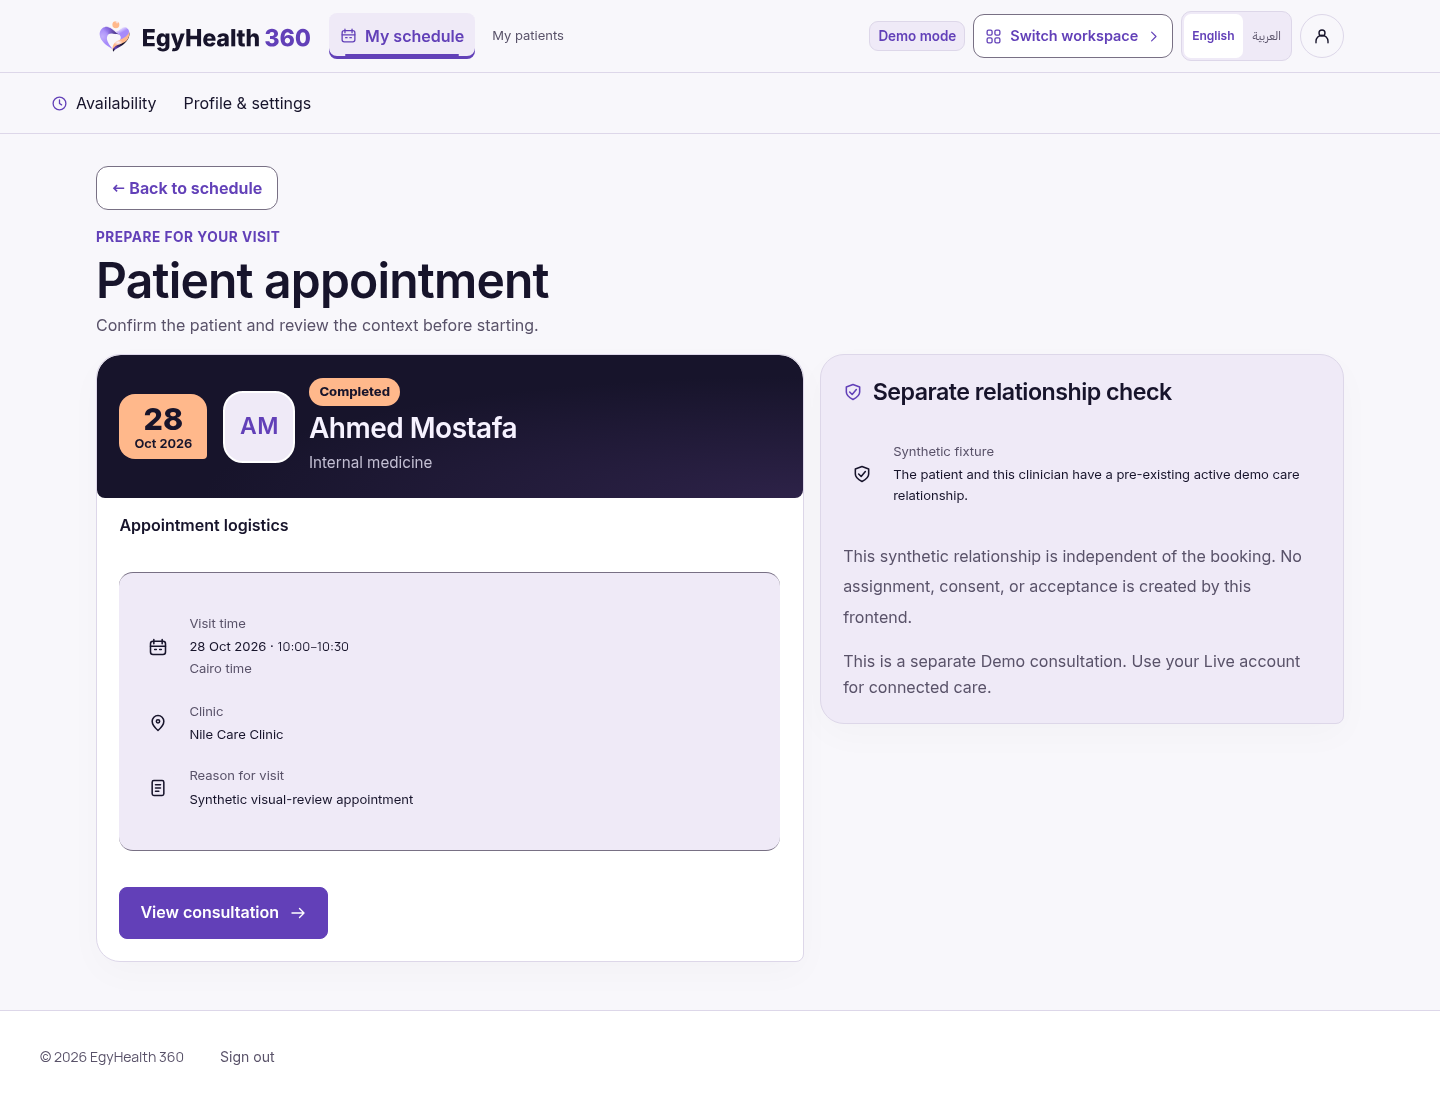 EgyHealth 360
My schedule
My patients
Demo mode
Switch workspace
English
العربية
Availability
Profile & settings
← Back to schedule
PREPARE FOR YOUR VISIT
Patient appointment
Confirm the patient and review the context before starting.
28
Oct 2026
AM
Completed
Ahmed Mostafa
Internal medicine
Appointment logistics
Visit time
28 Oct 2026 · 10:00–10:30
Cairo time
Clinic
Nile Care Clinic
Reason for visit
Synthetic visual-review appointment
View consultation →
Separate relationship check
Synthetic fixture
The patient and this clinician have a pre-existing active demo care
relationship.
This synthetic relationship is independent of the booking. No
assignment, consent, or acceptance is created by this
frontend.
This is a separate Demo consultation. Use your Live account
for connected care.
© 2026 EgyHealth 360
Sign out